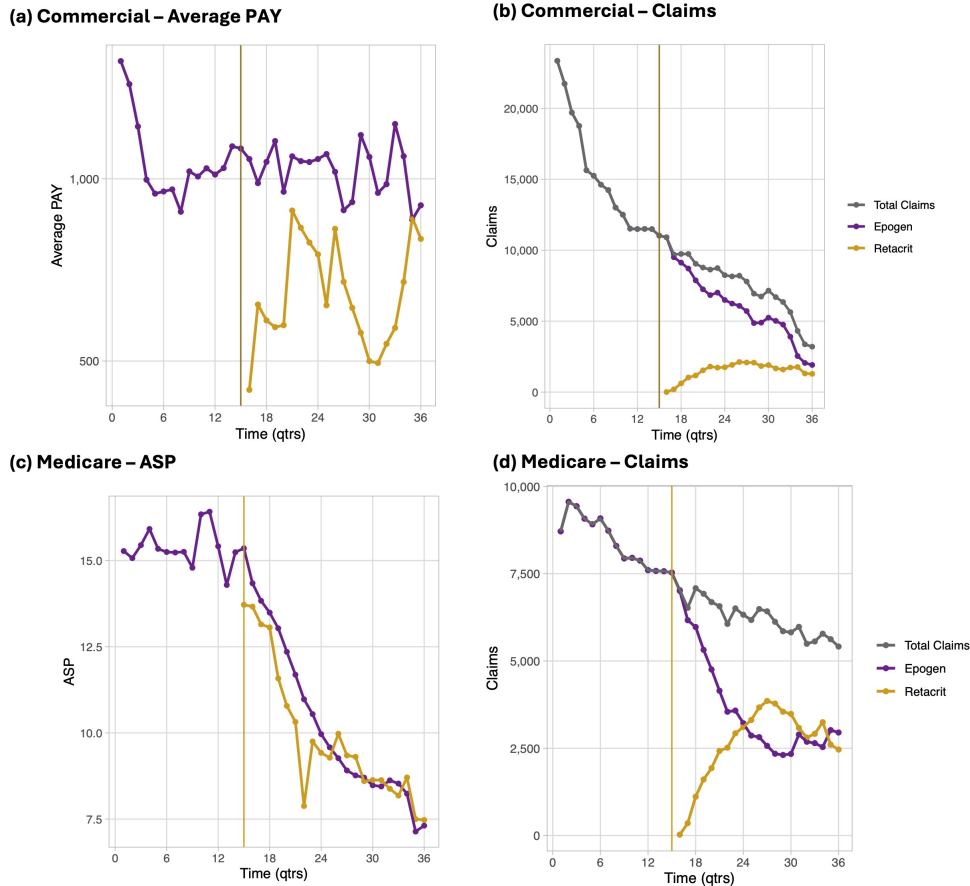 (a) Commercial – Average PAY
Average PAY
1,000
500
0 6 12 18 24 30 36
Time (qtrs)
(b) Commercial – Claims
Claims
20,000
15,000
10,000
5,000
0
0 6 12 18 24 30 36
Time (qtrs)
Total Claims
Epogen
Retacrit
(c) Medicare – ASP
ASP
15.0
12.5
10.0
7.5
0 6 12 18 24 30 36
Time (qtrs)
(d) Medicare – Claims
Claims
10,000
7,500
5,000
2,500
0
0 6 12 18 24 30 36
Time (qtrs)
Total Claims
Epogen
Retacrit